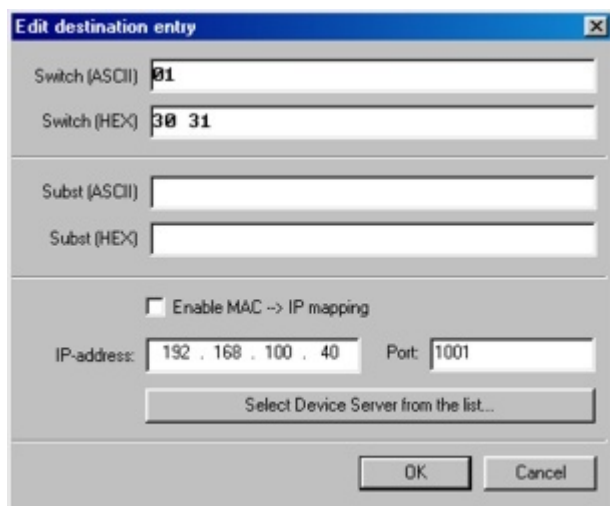 Edit destination entry
Switch (ASCII) 01
Switch (HEX) 30 31
Subst (ASCII)
Subst (HEX)
Enable MAC --> IP mapping
IP-address: 192 . 168 . 100 . 40 Port: 1001
Select Device Server from the list...
OK Cancel